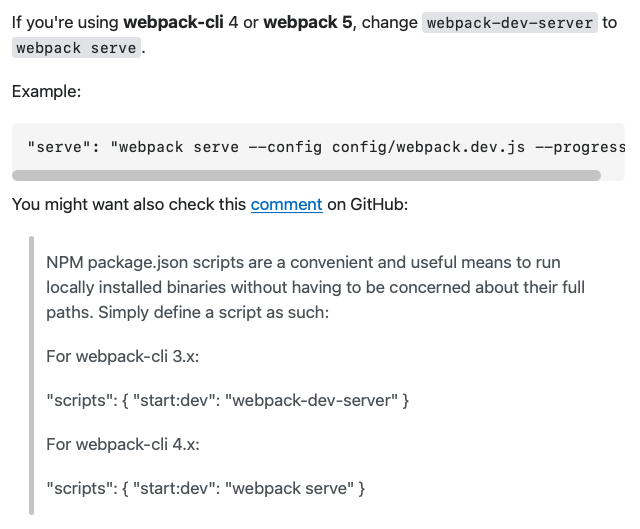 If you're using webpack-cli 4 or webpack 5, change webpack-dev-server to
webpack serve.
Example:
"serve": "webpack serve --config config/webpack.dev.js --progress
You might want also check this comment on GitHub:
NPM package.json scripts are a convenient and useful means to run
locally installed binaries without having to be concerned about their full
paths. Simply define a script as such:
For webpack-cli 3.x:
"scripts": { "start:dev": "webpack-dev-server" }
For webpack-cli 4.x:
"scripts": { "start:dev": "webpack serve" }